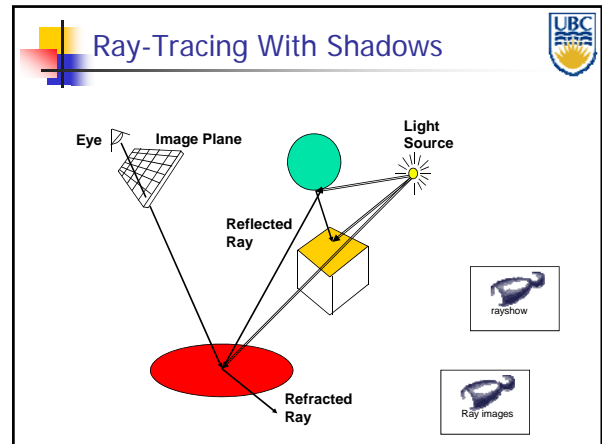 Ray-Tracing With Shadows
UBC
Eye
Image Plane
Light
Source
Reflected
Ray
rayshow
Refracted
Ray
Ray images